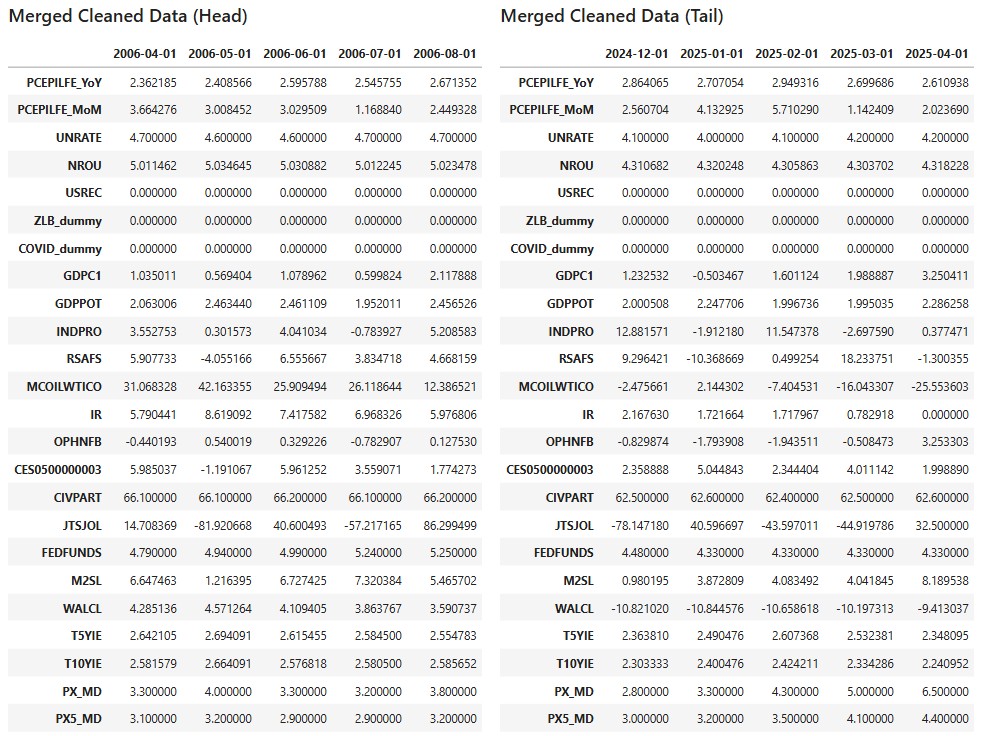 Merged Cleaned Data (Head)
2006-04-01 2006-05-01 2006-06-01 2006-07-01 2006-08-01
PCEPILFE_YoY 2.362185 2.408566 2.595788 2.545755 2.671352
PCEPILFE_MoM 3.664276 3.008452 3.029509 1.168840 2.449328
UNRATE 4.700000 4.600000 4.600000 4.700000 4.700000
NROU 5.011462 5.034645 5.030882 5.012245 5.023478
USREC 0.000000 0.000000 0.000000 0.000000 0.000000
ZLB_dummy 0.000000 0.000000 0.000000 0.000000 0.000000
COVID_dummy 0.000000 0.000000 0.000000 0.000000 0.000000
GDPC1 1.035011 0.569404 1.078962 0.599824 2.117888
GDPPOT 2.063006 2.463440 2.461109 1.952011 2.456526
INDPRO 3.552753 0.301573 4.041034 -0.783927 5.208583
RSAFS 5.907733 -4.055166 6.555667 3.834718 4.668159
MCOILWTICO 31.068328 42.163355 25.909494 26.118644 12.386521
IR 5.790441 8.619092 7.417582 6.968326 5.976806
OPHNFB -0.440193 0.540019 0.329226 -0.782907 0.127530
CES0500000003 5.985037 -1.191067 5.961252 3.559071 1.774273
CIVPART 66.100000 66.100000 66.200000 66.100000 66.200000
JTSJOL 14.708369 -81.920668 40.600493 -57.217165 86.299499
FEDFUNDS 4.790000 4.940000 4.990000 5.240000 5.250000
M2SL 6.647463 1.216395 6.727425 7.320384 5.465702
WALCL 4.285136 4.571264 4.109405 3.863767 3.590737
T5YIE 2.642105 2.694091 2.615455 2.584500 2.554783
T10YIE 2.581579 2.664091 2.576818 2.580500 2.585652
PX_MD 3.300000 4.000000 3.300000 3.200000 3.800000
PX5_MD 3.100000 3.200000 2.900000 2.900000 3.200000
Merged Cleaned Data (Tail)
2024-12-01 2025-01-01 2025-02-01 2025-03-01 2025-04-01
PCEPILFE_YoY 2.864065 2.707054 2.949316 2.699686 2.610938
PCEPILFE_MoM 2.560704 4.132925 5.710290 1.142409 2.023690
UNRATE 4.100000 4.000000 4.100000 4.200000 4.200000
NROU 4.310682 4.320248 4.305863 4.303702 4.318228
USREC 0.000000 0.000000 0.000000 0.000000 0.000000
ZLB_dummy 0.000000 0.000000 0.000000 0.000000 0.000000
COVID_dummy 0.000000 0.000000 0.000000 0.000000 0.000000
GDPC1 1.232532 -0.503467 1.601124 1.988887 3.250411
GDPPOT 2.000508 2.247706 1.996736 1.995035 2.286258
INDPRO 12.881571 -1.912180 11.547378 -2.697590 0.377471
RSAFS 9.296421 -10.368669 0.499254 18.233751 -1.300355
MCOILWTICO -2.475661 2.144302 -7.404531 -16.043307 -25.553603
IR 2.167630 1.721664 1.717967 0.782918 0.000000
OPHNFB -0.829874 -1.793908 -1.943511 -0.508473 3.253303
CES0500000003 2.358888 5.044843 2.344404 4.011142 1.998890
CIVPART 62.500000 62.600000 62.400000 62.500000 62.600000
JTSJOL -78.147180 40.596697 -43.597011 -44.919786 32.500000
FEDFUNDS 4.480000 4.330000 4.330000 4.330000 4.330000
M2SL 0.980195 3.872809 4.083492 4.041845 8.189538
WALCL -10.821020 -10.844576 -10.658618 -10.197313 -9.413037
T5YIE 2.363810 2.490476 2.607368 2.532381 2.348095
T10YIE 2.303333 2.400476 2.424211 2.334286 2.240952
PX_MD 2.800000 3.300000 4.300000 5.000000 6.500000
PX5_MD 3.000000 3.200000 3.500000 4.100000 4.400000